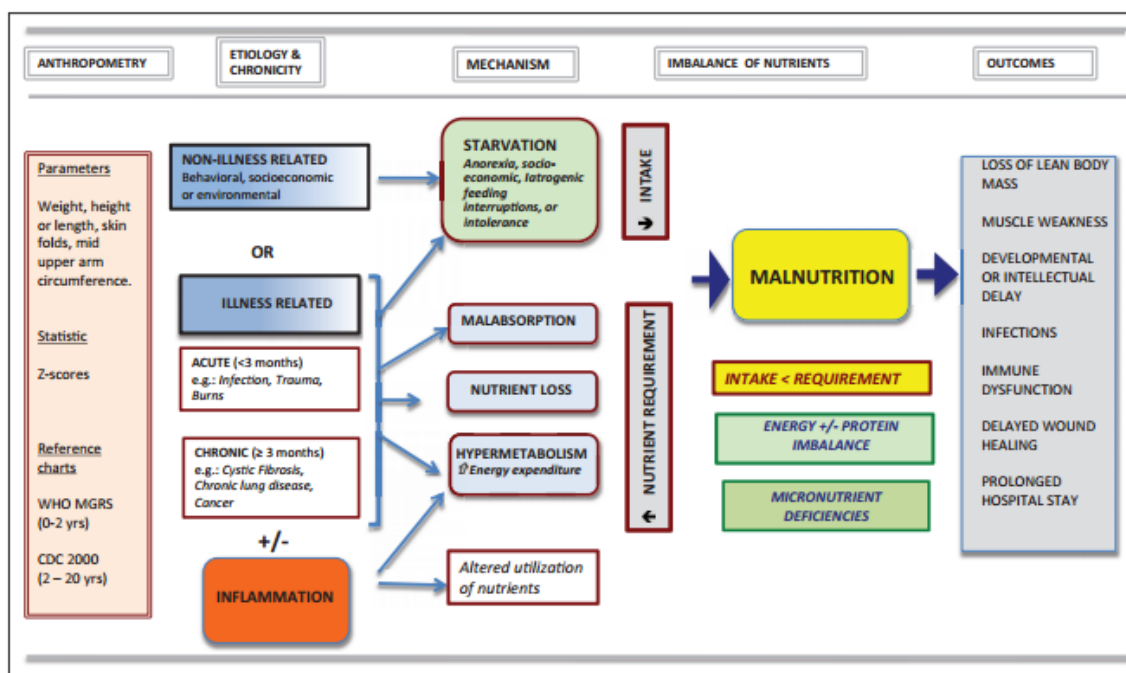 ANTHROPOMETRY
ETIOLOGY &
CHRONICITY
MECHANISM
IMBALANCE OF NUTRIENTS
OUTCOMES
Parameters
Weight, height
or length, skin
folds, mid
upper arm
circumference.
Statistic
Z-scores
Reference
charts
WHO MGRS
(0-2 yrs)
CDC 2000
(2 – 20 yrs)
NON-ILLNESS RELATED
Behavioral, socioeconomic
or environmental
OR
ILLNESS RELATED
ACUTE (<3 months)
e.g.: Infection, Trauma,
Burns
CHRONIC (≥ 3 months)
e.g.: Cystic Fibrosis,
Chronic lung disease,
Cancer
+/-
INFLAMMATION
STARVATION
Anorexia, socio-
economic, Iatrogenic
feeding
interruptions, or
intolerance
MALABSORPTION
NUTRIENT LOSS
HYPERMETABOLISM
⇧Energy expenditure
Altered utilization
of nutrients
➔ INTAKE
← NUTRIENT REQUIREMENT
MALNUTRITION
INTAKE < REQUIREMENT
ENERGY +/- PROTEIN
IMBALANCE
MICRONUTRIENT
DEFICIENCIES
LOSS OF LEAN BODY
MASS
MUSCLE WEAKNESS
DEVELOPMENTAL
OR INTELLECTUAL
DELAY
INFECTIONS
IMMUNE
DYSFUNCTION
DELAYED WOUND
HEALING
PROLONGED
HOSPITAL STAY